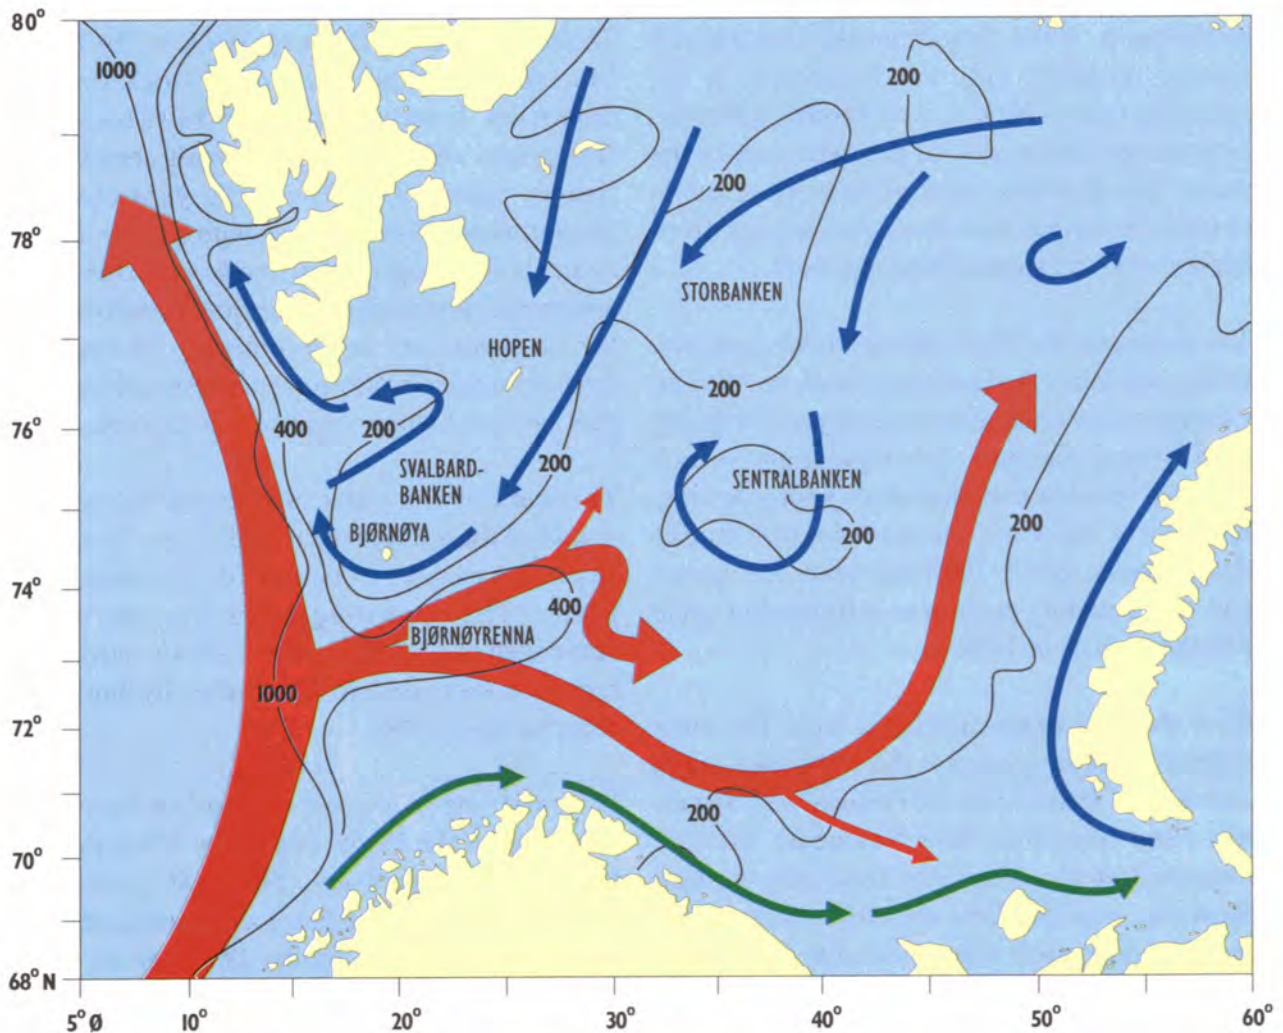 80°
1000
200
200
78°
STORBANKEN
HOPEN
200
76°
400
200
SVALBARD-
BANKEN
200
SENTRALBANKEN
200
200
BJØRNØYA
74°
400
BJØRNØYRENNA
1000
72°
200
70°
68° N
5° Ø
10°
20°
30°
40°
50°
60°